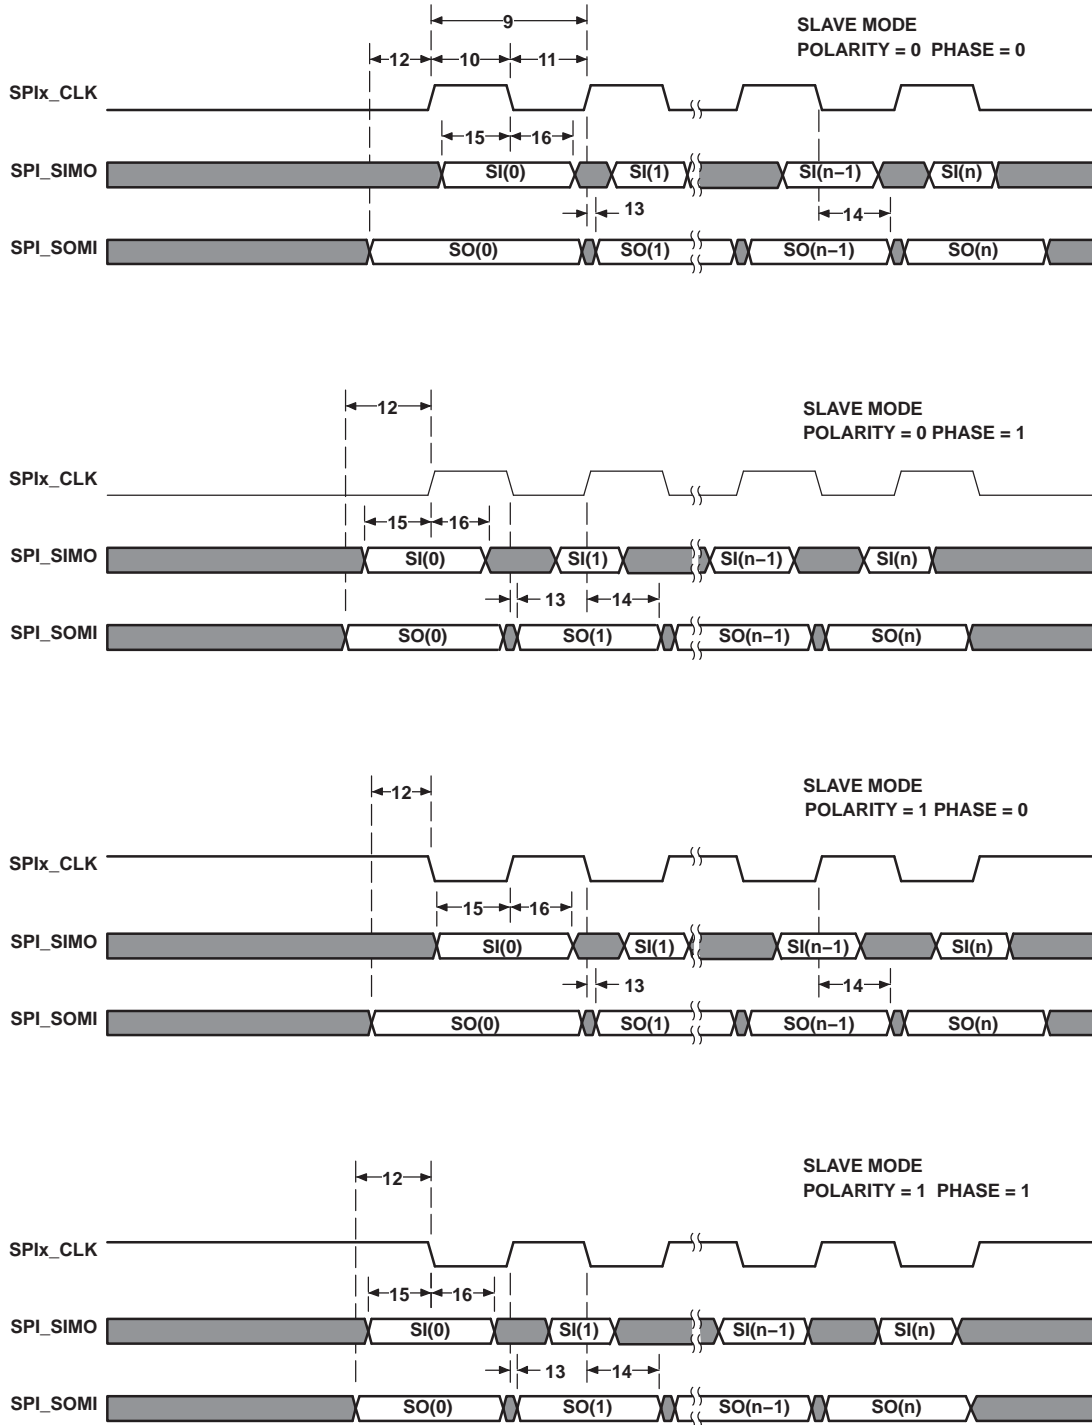 9
SLAVE MODE
12 10 11
POLARITY = 0 PHASE = 0
SPIx_CLK
15 16
SPI_SIMO SI(0) SI(1) SI(n−1) SI(n)
13 14
SPI_SOMI SO(0) SO(1) SO(n−1) SO(n)
12
SLAVE MODE
POLARITY = 0 PHASE = 1
SPIx_CLK
15 16
SPI_SIMO SI(0) SI(1) SI(n−1) SI(n)
13 14
SPI_SOMI SO(0) SO(1) SO(n−1) SO(n)
SLAVE MODE
12
POLARITY = 1 PHASE = 0
SPIx_CLK
15 16
SPI_SIMO SI(0) SI(1) SI(n−1) SI(n)
13 14
SPI_SOMI SO(0) SO(1) SO(n−1) SO(n)
SLAVE MODE
12
POLARITY = 1 PHASE = 1
SPIx_CLK
15 16
SPI_SIMO SI(0) SI(1) SI(n−1) SI(n)
13 14
SPI_SOMI SO(0) SO(1) SO(n−1) SO(n)